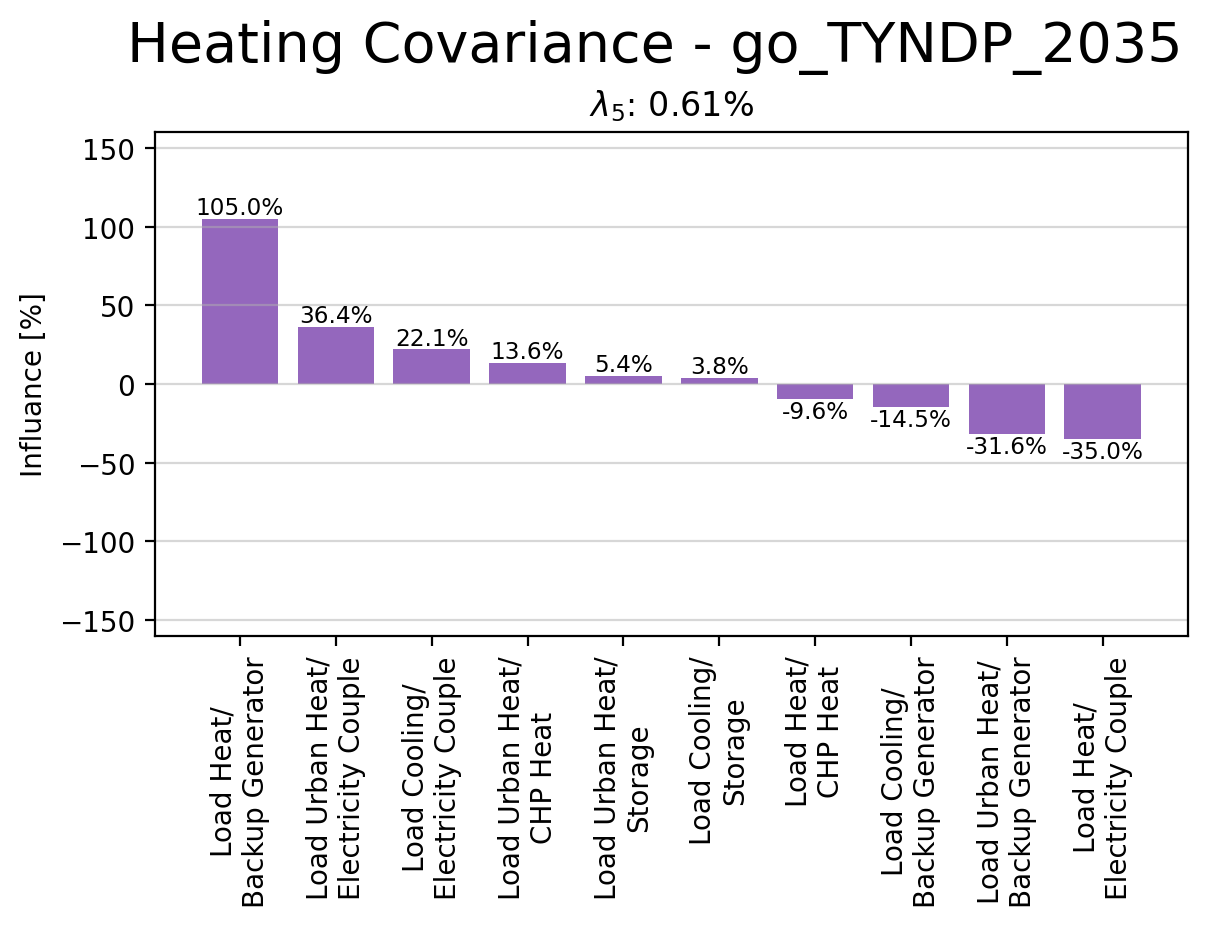 Heating Covariance - go_TYNDP_2035
λ5: 0.61%
Influance [%]
150
100
50
0
−50
−100
−150
105.0%
36.4%
22.1%
13.6%
5.4%
3.8%
-9.6%
-14.5%
-31.6%
-35.0%
Load Heat/
Backup Generator
Load Urban Heat/
Electricity Couple
Load Cooling/
Electricity Couple
Load Urban Heat/
CHP Heat
Load Urban Heat/
Storage
Load Cooling/
Storage
Load Heat/
CHP Heat
Load Cooling/
Backup Generator
Load Urban Heat/
Backup Generator
Load Heat/
Electricity Couple